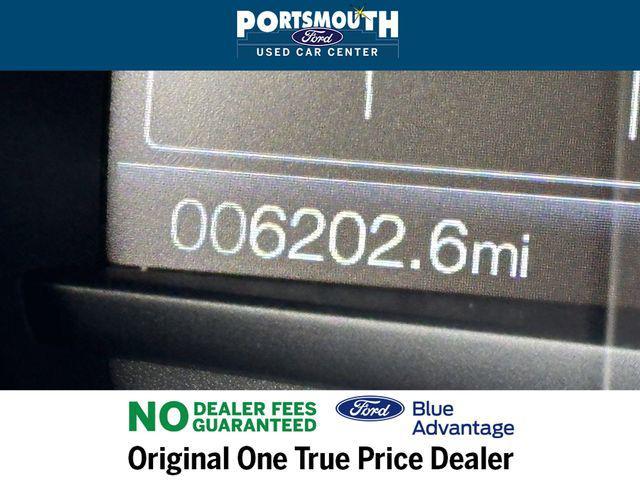 PORTSMOUTH
Ford
USED CAR CENTER
006202.6mi
NO DEALER FEES GUARANTEED
Ford Blue Advantage
Original One True Price Dealer